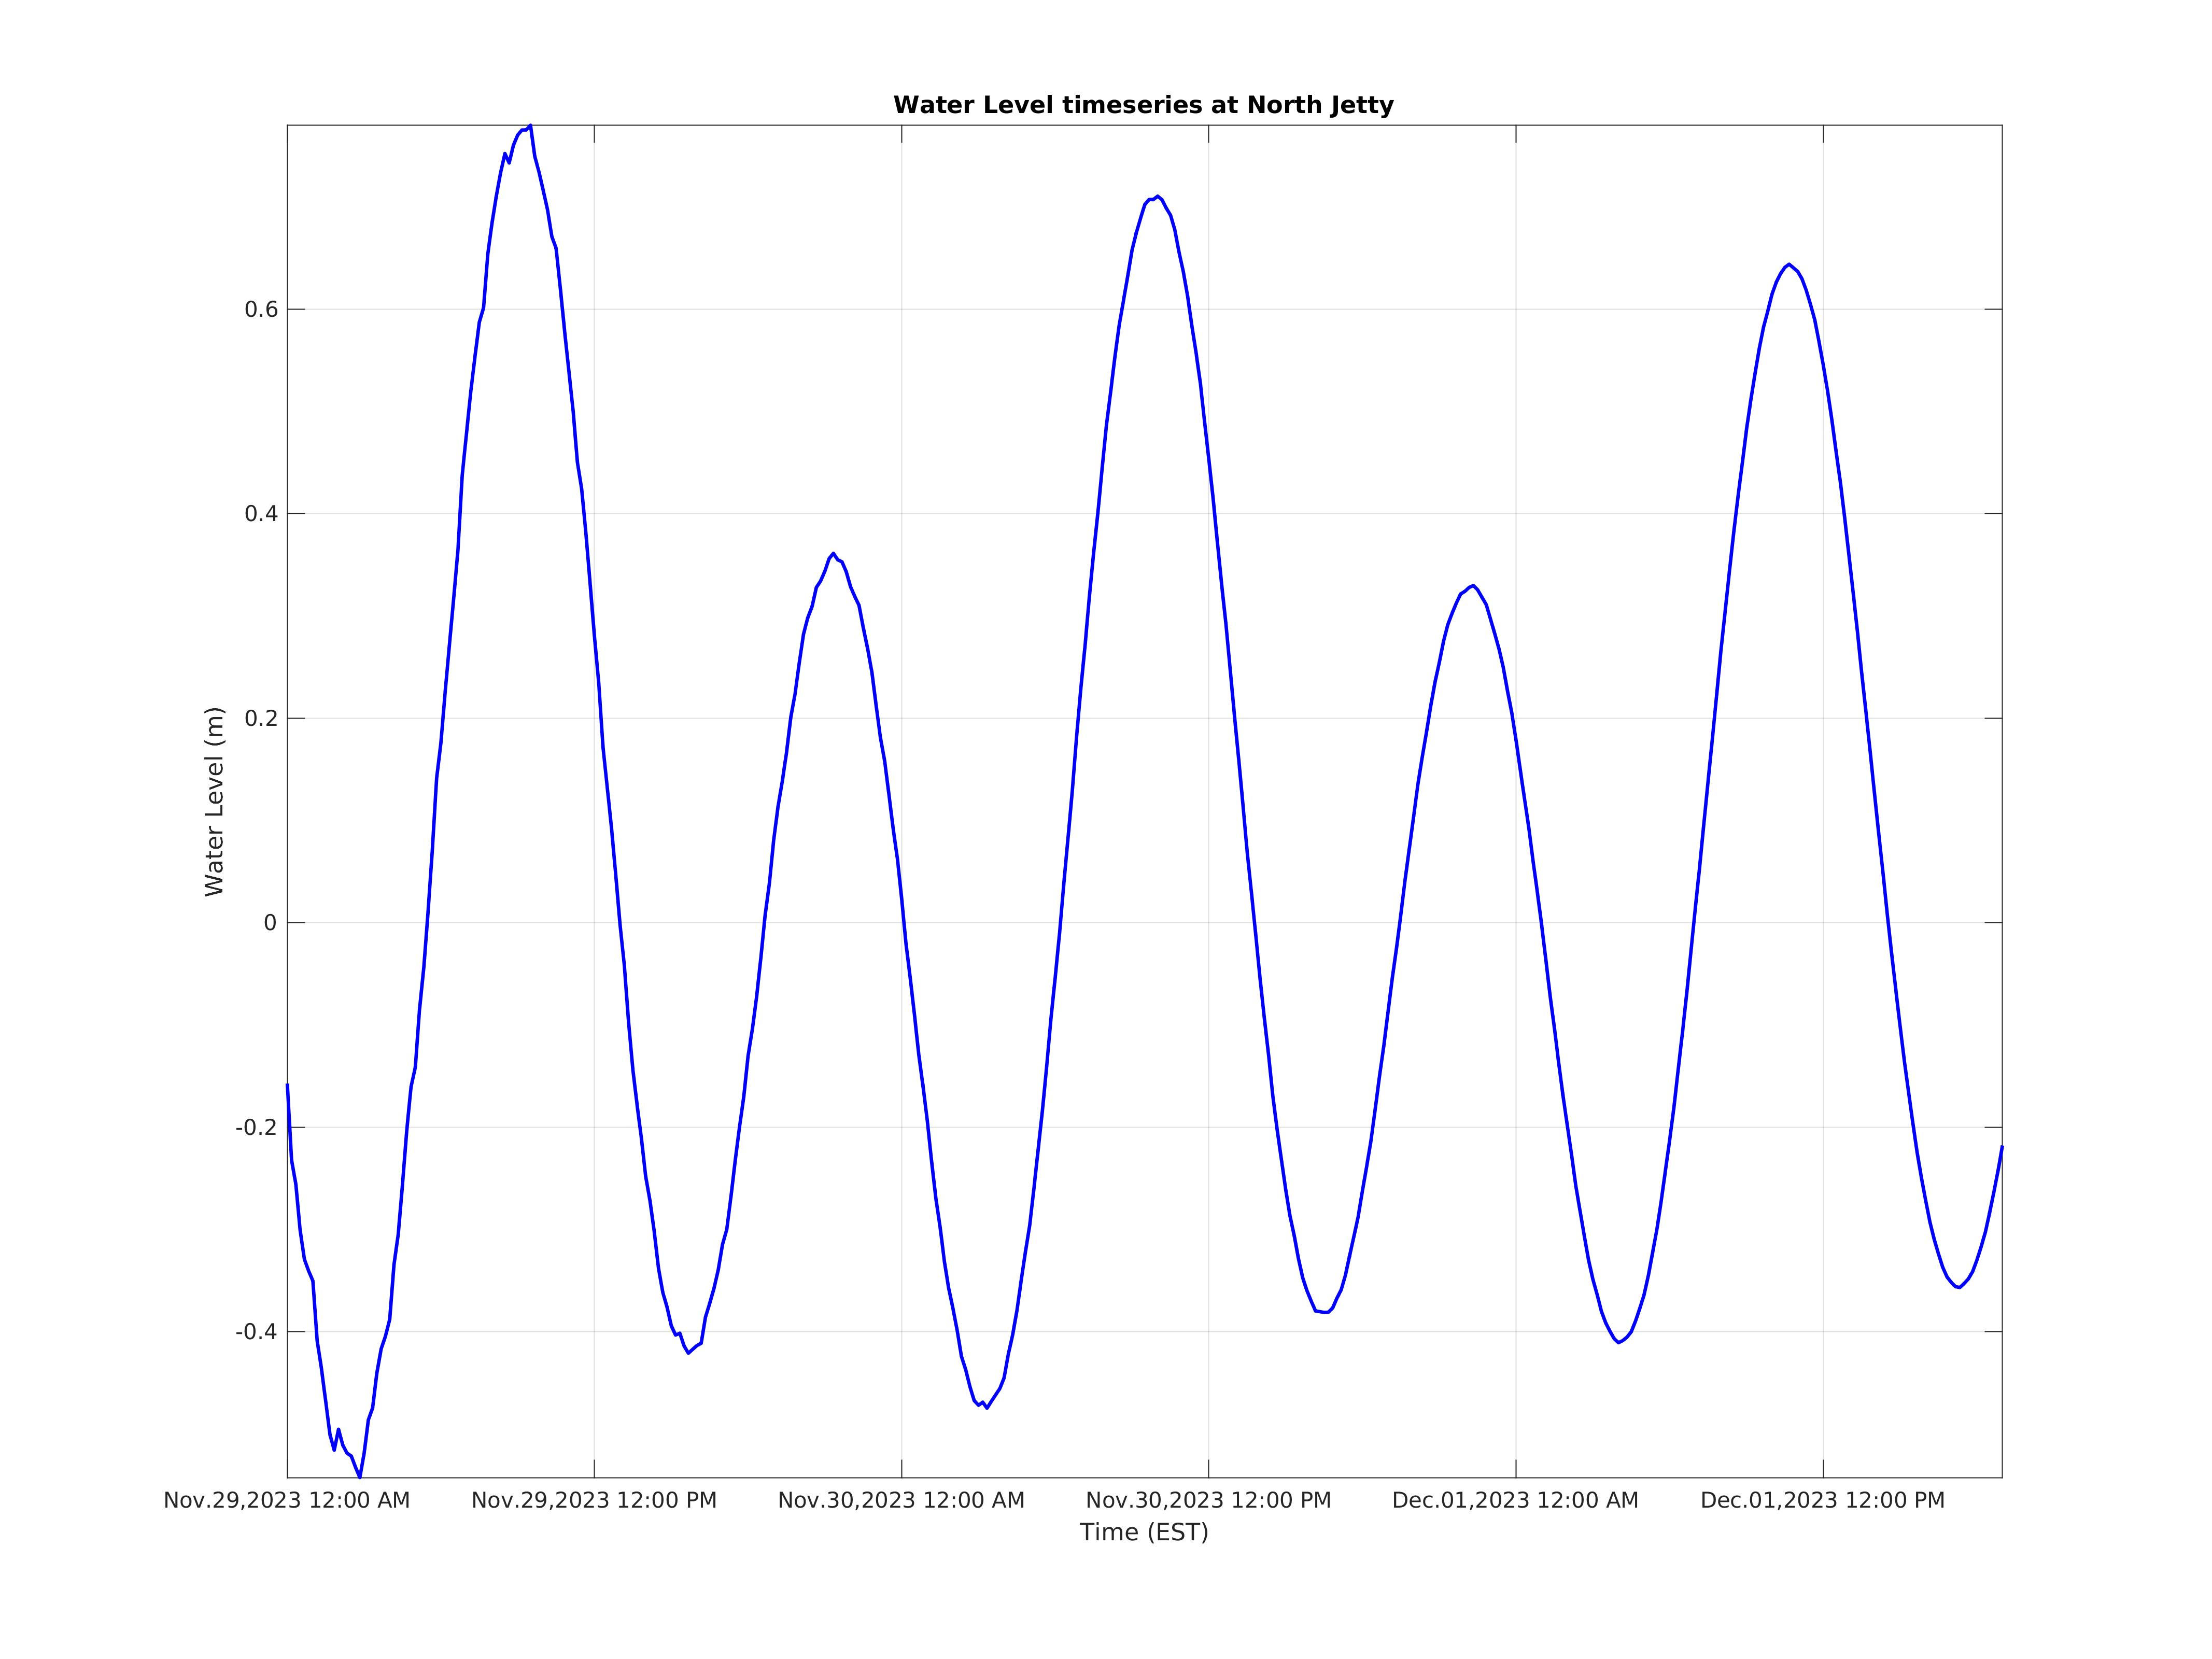 Water Level timeseries at North Jetty
Water Level (m)
0.6
0.4
0.2
0
-0.2
-0.4
Nov.29,2023 12:00 AM Nov.29,2023 12:00 PM Nov.30,2023 12:00 AM Nov.30,2023 12:00 PM Dec.01,2023 12:00 AM Dec.01,2023 12:00 PM
Time (EST)